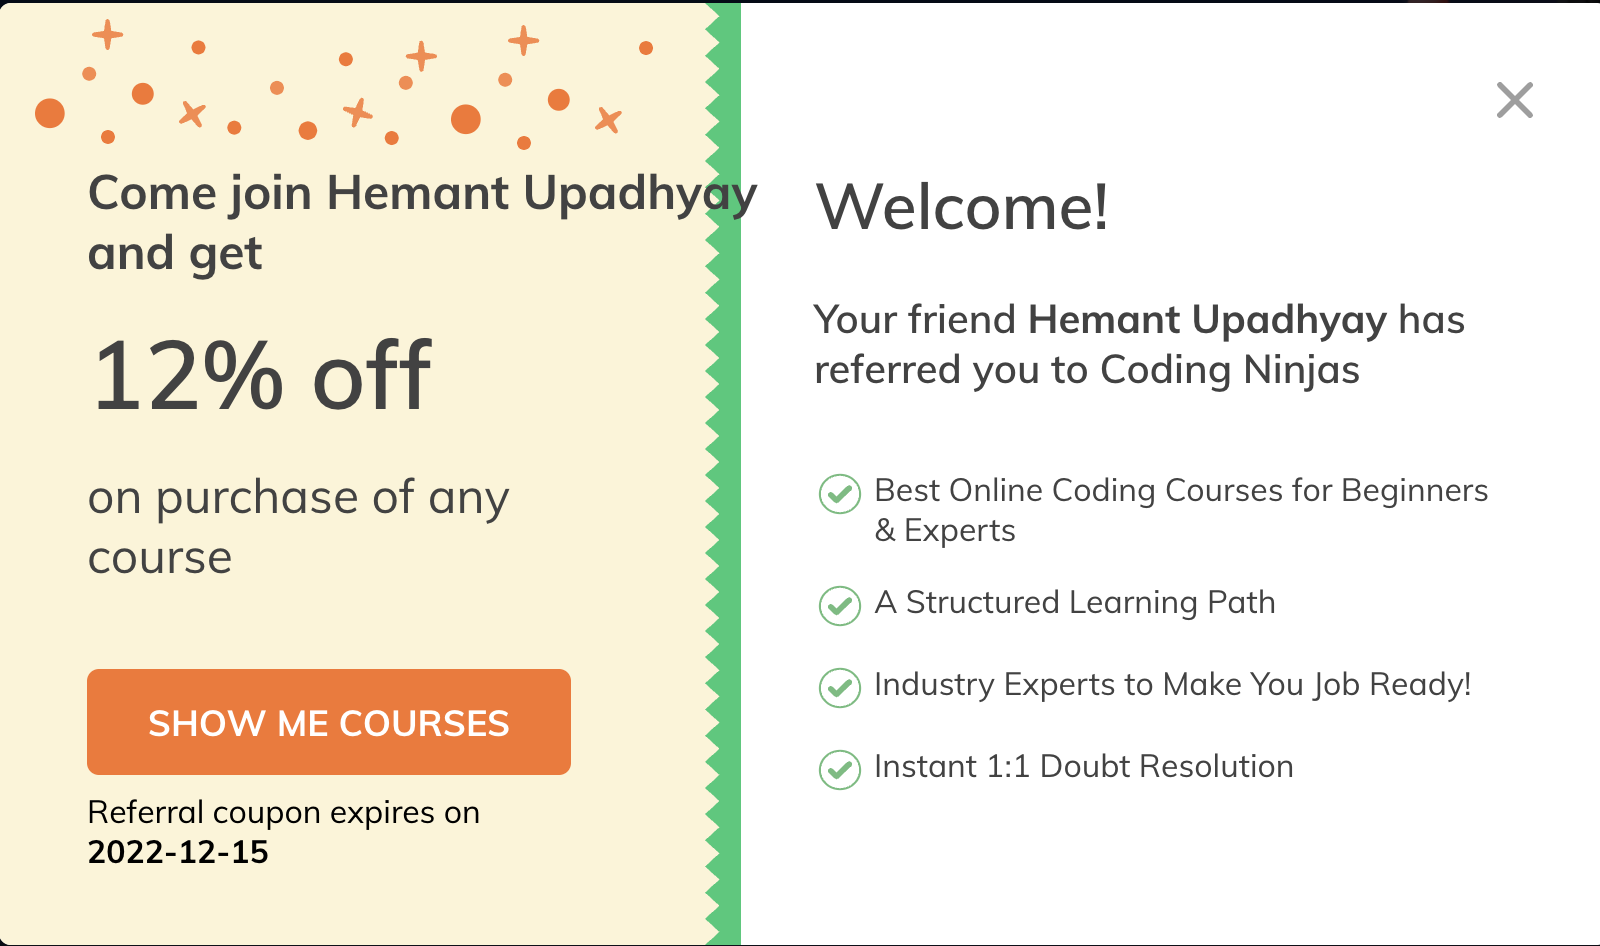 Come join Hemant Upadhyay
and get
12% off
on purchase of any
course
SHOW ME COURSES
Referral coupon expires on
2022-12-15
Welcome!
Your friend Hemant Upadhyay has
referred you to Coding Ninjas
Best Online Coding Courses for Beginners
& Experts
A Structured Learning Path
Industry Experts to Make You Job Ready!
Instant 1:1 Doubt Resolution